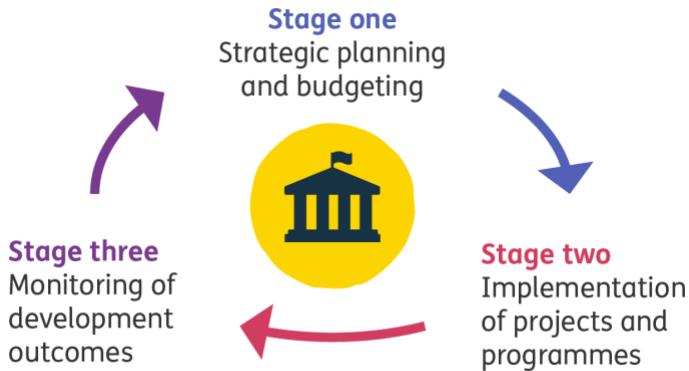 Stage one
Strategic planning
and budgeting
Stage two
Implementation
of projects and
programmes
Stage three
Monitoring of
development
outcomes